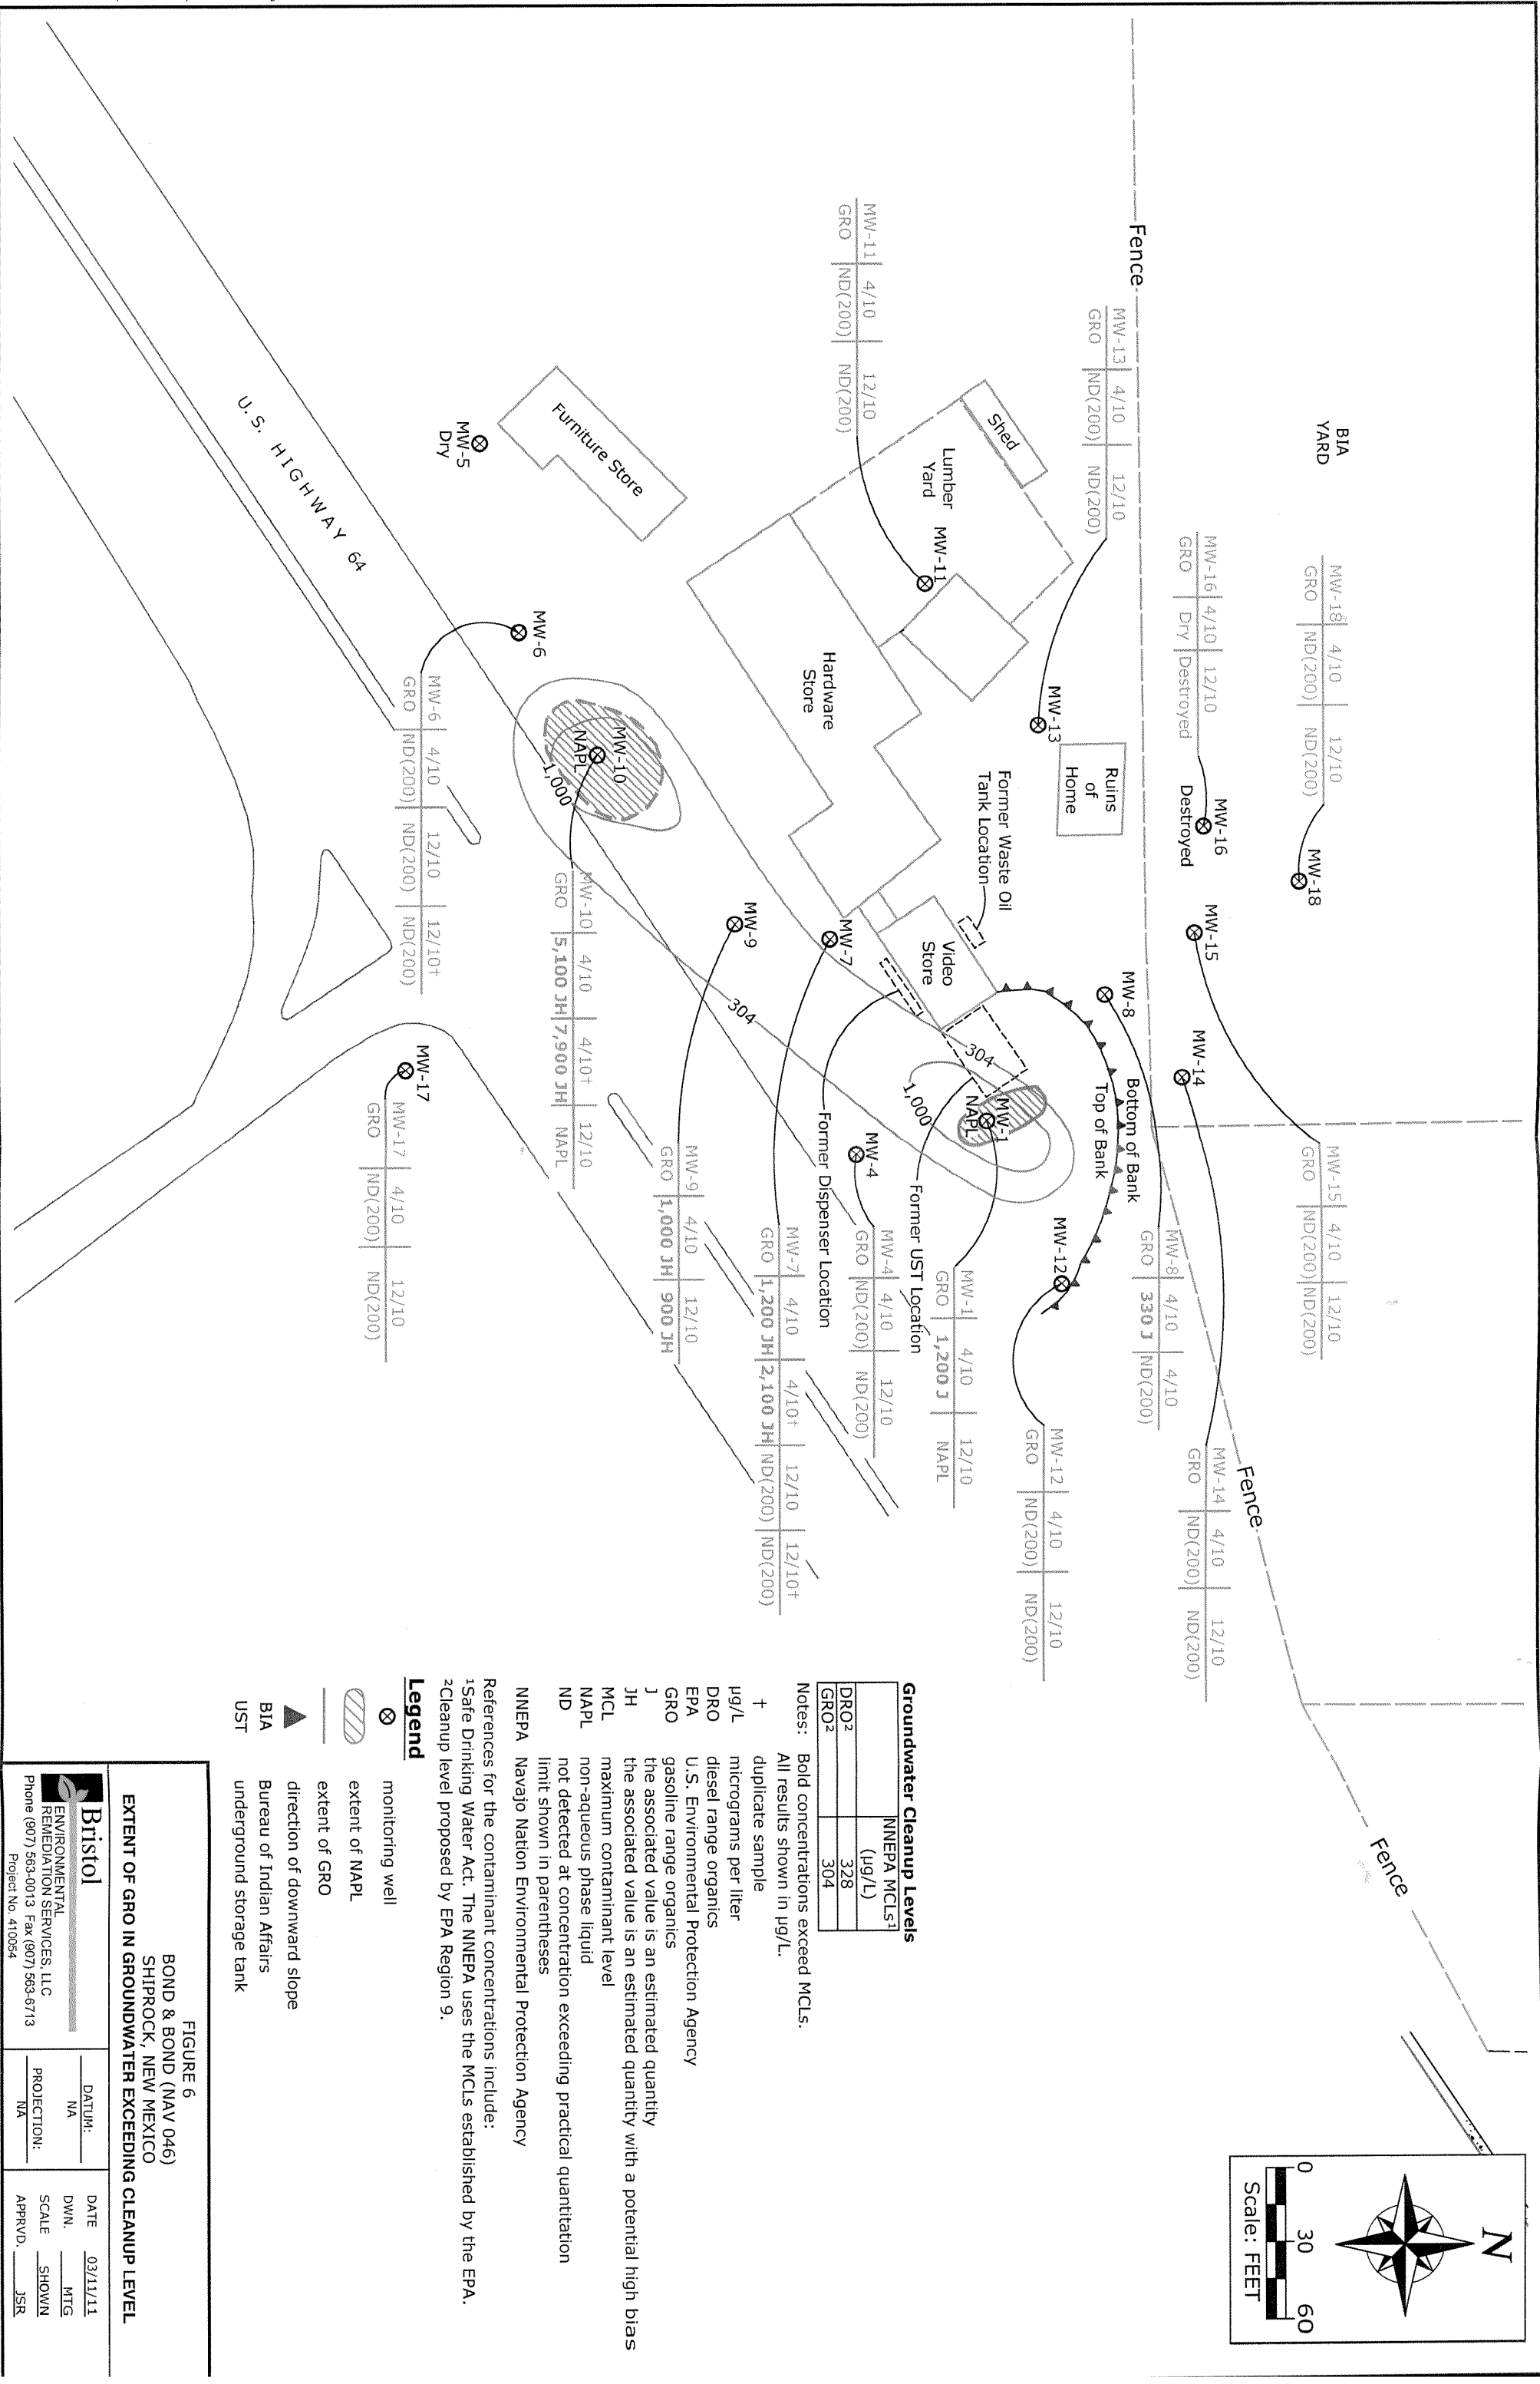 BIA
YARD
MW-18 4/10 12/10
GRO ND(200) ND(200)
MW-18
MW-16 4/10 12/10
GRO Dry Destroyed
MW-16
Destroyed
MW-15
MW-15 4/10 12/10
GRO ND(200) ND(200)
Fence
MW-13 4/10 12/10
GRO ND(200) ND(200)
MW-13
Ruins
of
Home
MW-8
MW-14
MW-14 4/10 12/10
GRO ND(200) ND(200)
Fence
Fence
Bottom of Bank
Top of Bank
MW-8 4/10 4/10
GRO 330 J ND(200)
MW-12
MW-12 4/10 12/10
GRO ND(200) ND(200)
Shed
Lumber
Yard
MW-11 4/10 12/10
GRO ND(200) ND(200)
MW-11
Hardware
Store
Former Waste Oil
Tank Location
Video
Store
304
1,000
MW-1
NAPL
MW-1 4/10 12/10
GRO 1,200 J NAPL
Former UST Location
MW-4
MW-4 4/10 12/10
GRO ND(200) ND(200)
Former Dispenser Location
MW-7
MW-7 4/10 4/10† 12/10 12/10†
GRO 1,200 JH 2,100 JH ND(200) ND(200)
MW-9
304
MW-9 4/10 12/10
GRO 1,000 JH 900 JH
Furniture Store
MW-5
Dry
MW-10
NAPL
1,000
MW-10 4/10 4/10† 12/10
GRO 5,100 JH 7,900 JH NAPL
MW-6
MW-6 4/10 12/10 12/10†
GRO ND(200) ND(200) ND(200)
U.S. HIGHWAY 64
MW-17
MW-17 4/10 12/10
GRO ND(200) ND(200)
N
0 30 60
Scale: FEET
Groundwater Cleanup Levels
NNEPA MCLs¹
(µg/L)
DRO² 328
GRO² 304
Notes: Bold concentrations exceed MCLs.
All results shown in µg/L.
† duplicate sample
µg/L micrograms per liter
DRO diesel range organics
EPA U.S. Environmental Protection Agency
GRO gasoline range organics
J the associated value is an estimated quantity
JH the associated value is an estimated quantity with a potential high bias
MCL maximum contaminant level
NAPL non-aqueous phase liquid
ND not detected at concentration exceeding practical quantitation
limit shown in parentheses
NNEPA Navajo Nation Environmental Protection Agency
References for the contaminant concentrations include:
¹Safe Drinking Water Act. The NNEPA uses the MCLs established by the EPA.
²Cleanup level proposed by EPA Region 9.
Legend
monitoring well
extent of NAPL
extent of GRO
direction of downward slope
BIA Bureau of Indian Affairs
UST underground storage tank
FIGURE 6
BOND & BOND (NAV 046)
SHIPROCK, NEW MEXICO
EXTENT OF GRO IN GROUNDWATER EXCEEDING CLEANUP LEVEL
Bristol
ENVIRONMENTAL
REMEDIATION SERVICES, LLC
Phone (907) 563-0013 Fax (907) 563-6713
Project No. 410054
DATUM:
NA
PROJECTION:
NA
DATE 03/11/11
DWN. MTG
SCALE SHOWN
APPRVD. JSR